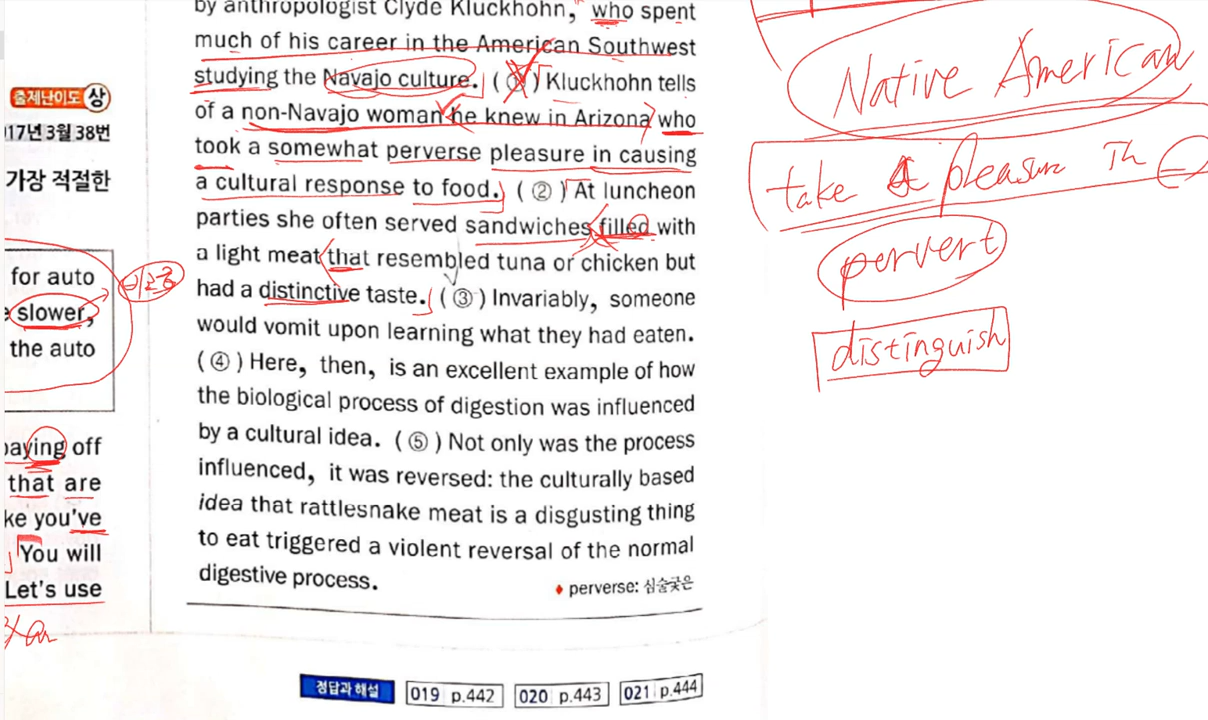 출제난이도 상
017년 3월 38번
가장 적절한
for auto
slower,
the auto
paying off
that are
ke you've
You will
Let's use
by anthropologist Clyde Kluckhohn, who spent
much of his career in the American Southwest
studying the Navajo culture. ( ① ) Kluckhohn tells
of a non-Navajo woman he knew in Arizona who
took a somewhat perverse pleasure in causing
a cultural response to food. ( ② ) At luncheon
parties she often served sandwiches filled with
a light meat that resembled tuna or chicken but
had a distinctive taste. ( ③ ) Invariably, someone
would vomit upon learning what they had eaten.
( ④ ) Here, then, is an excellent example of how
the biological process of digestion was influenced
by a cultural idea. ( ⑤ ) Not only was the process
influenced, it was reversed: the culturally based
idea that rattlesnake meat is a disgusting thing
to eat triggered a violent reversal of the normal
digestive process.
♦ perverse: 심술궂은
정답과 해설 019 p.442 020 p.443 021 p.444
Native American
take a pleasure in
pervert
distinguish